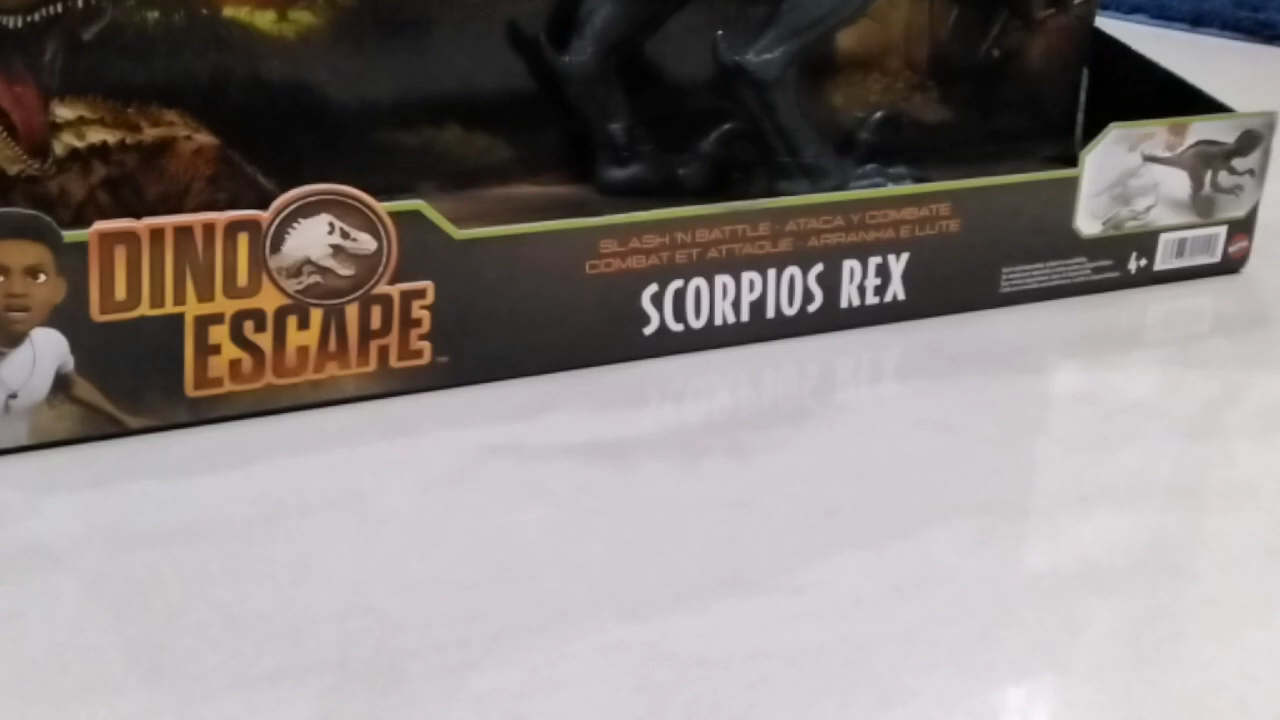 DINO
ESCAPE
SLASH 'N BATTLE · ATACA Y COMBATE
COMBAT ET ATTAQUE · ARRANHA E LUTE
SCORPIOS REX
4+